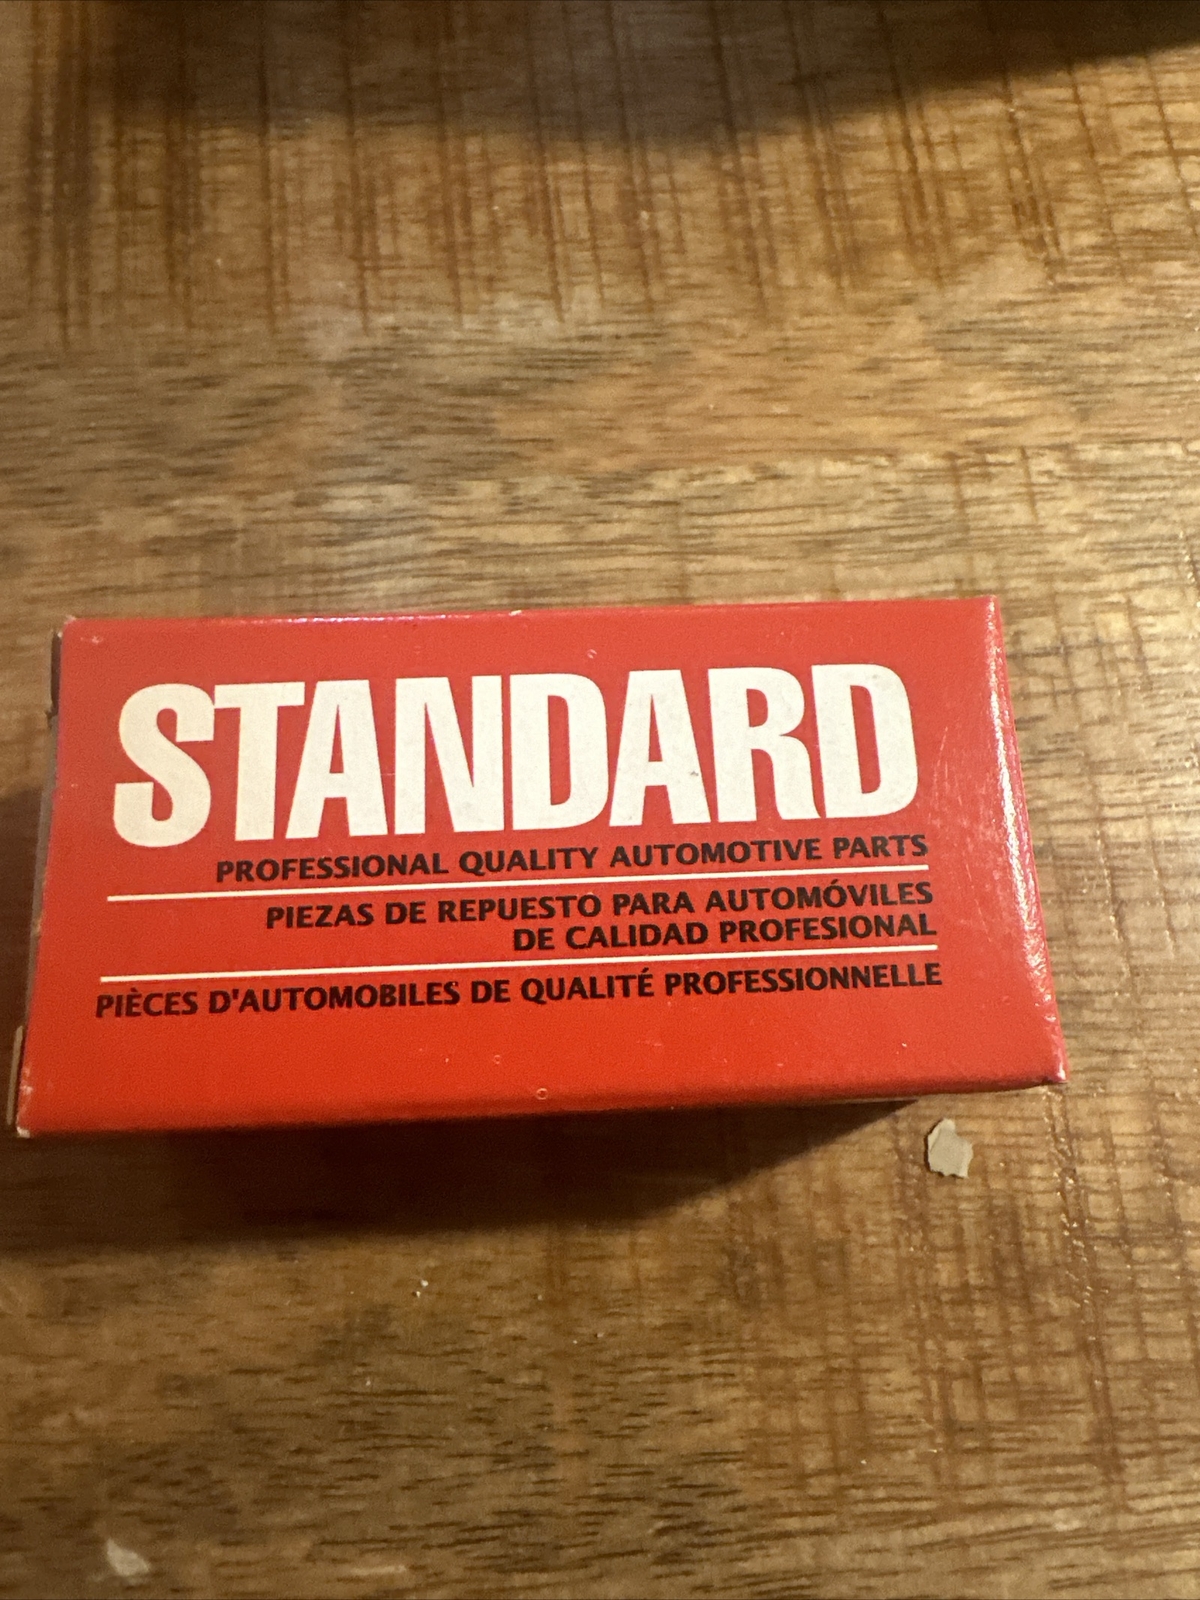 STANDARD
PROFESSIONAL QUALITY AUTOMOTIVE PARTS
PIEZAS DE REPUESTO PARA AUTOMÓVILES
DE CALIDAD PROFESIONAL
PIÈCES D'AUTOMOBILES DE QUALITÉ PROFESSIONNELLE